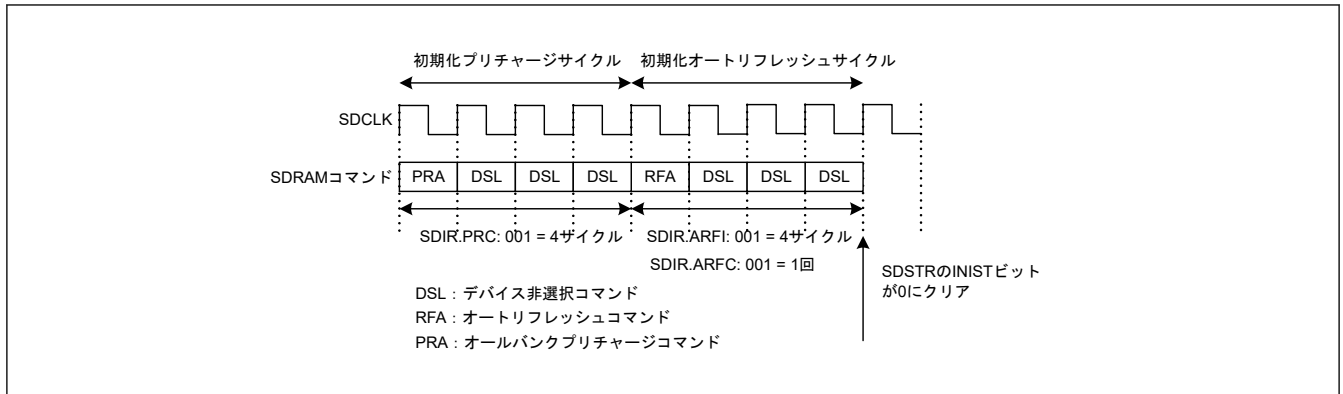 初期化プリチャージサイクル 初期化オートリフレッシュサイクル
SDCLK
SDRAMコマンド PRA DSL DSL DSL RFA DSL DSL DSL
SDIR.PRC: 001 = 4サイクル SDIR.ARFI: 001 = 4サイクル
SDIR.ARFC: 001 = 1回
SDSTRのINISTビット
が0にクリア
DSL：デバイス非選択コマンド
RFA：オートリフレッシュコマンド
PRA：オールバンクプリチャージコマンド